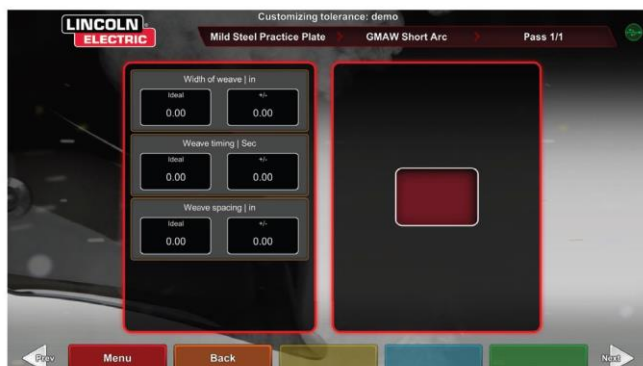 Customizing tolerance: demo
LINCOLN
ELECTRIC
Mild Steel Practice Plate GMAW Short Arc Pass 1/1
Width of weave | in
Ideal +/-
0.00 0.00
Weave timing | Sec
Ideal +/-
0.00 0.00
Weave spacing | in
Ideal +/-
0.00 0.00
Prev Menu Back Next